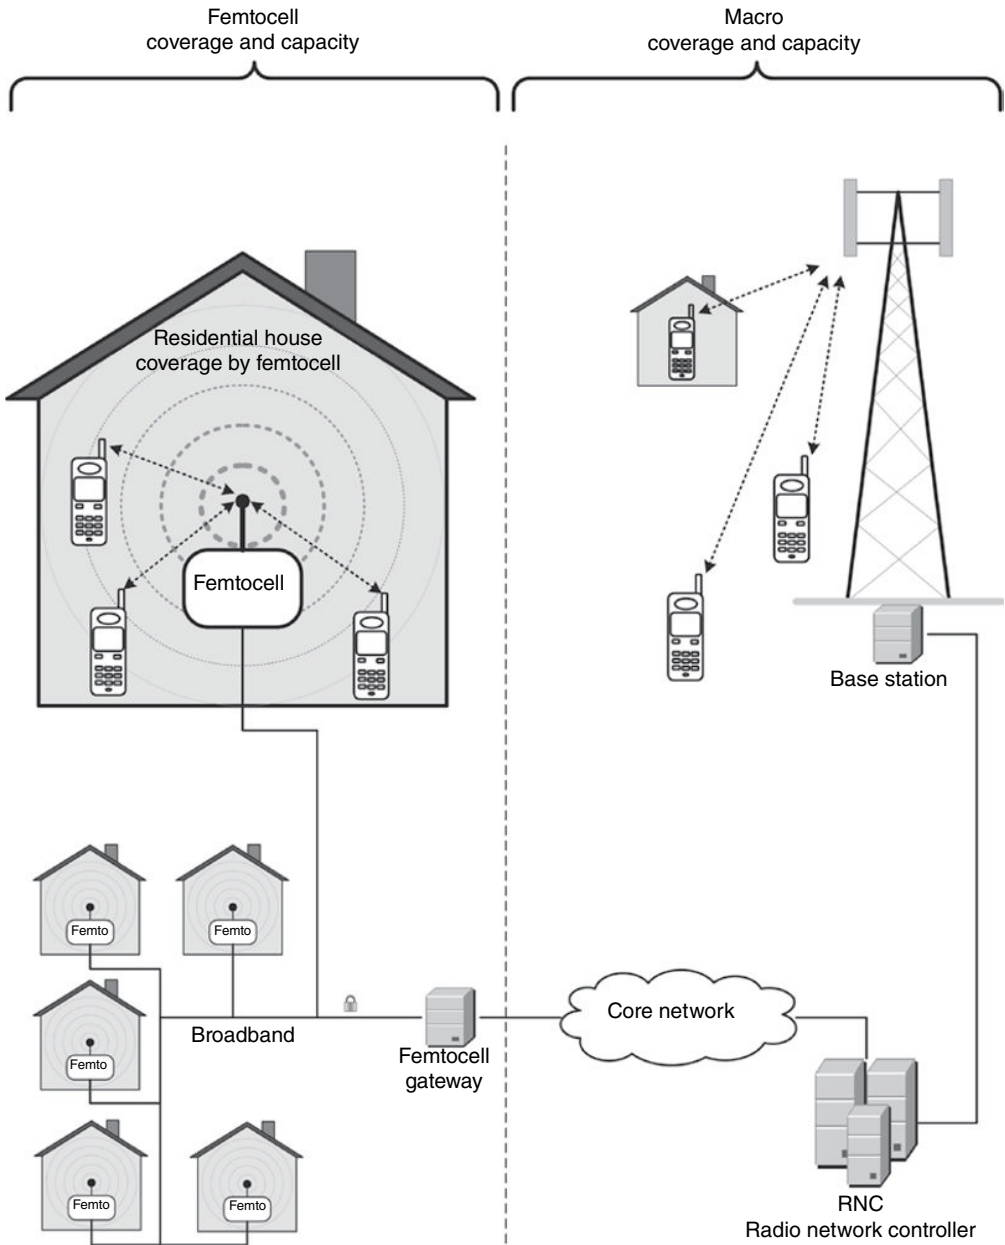 Femtocell
coverage and capacity
Macro
coverage and capacity
Residential house
coverage by femtocell
Femtocell
Base station
Femto
Femto
Femto
Broadband
Femtocell
gateway
Core network
Femto
Femto
RNC
Radio network controller